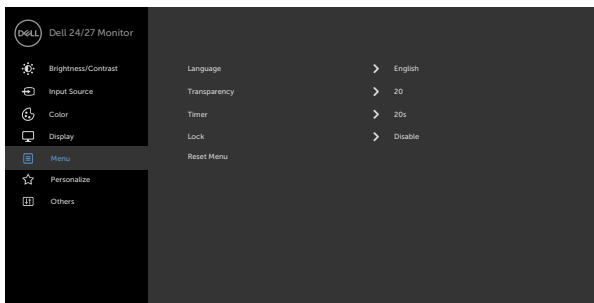 DELL Dell 24/27 Monitor
Brightness/Contrast
Input Source
Color
Display
Menu
Personalize
Others
Language English
Transparency 20
Timer 20s
Lock Disable
Reset Menu